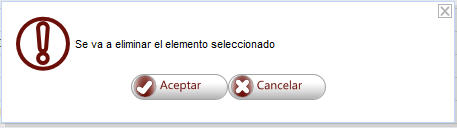 Se va a eliminar el elemento seleccionado
Aceptar Cancelar